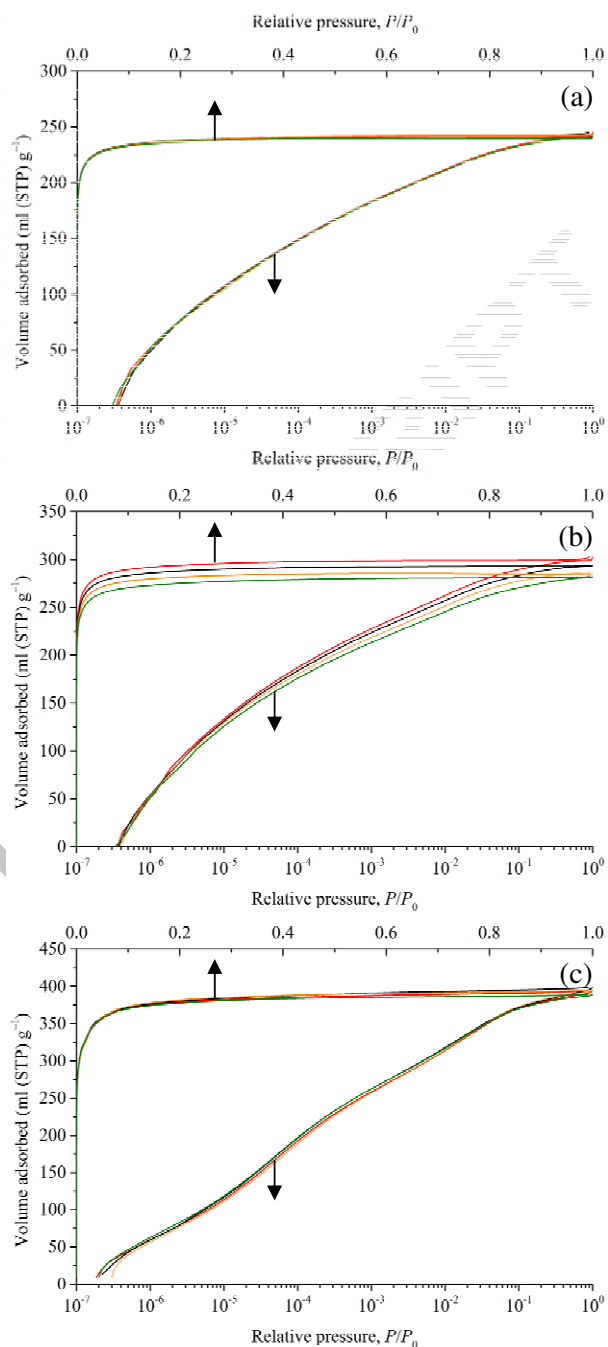 Relative pressure, P/P₀
0.0 0.2 0.4 0.6 0.8 1.0
(a)
Volume adsorbed (ml (STP) g⁻¹)
300
250
200
150
100
50
0
10⁻⁷ 10⁻⁶ 10⁻⁵ 10⁻⁴ 10⁻³ 10⁻² 10⁻¹ 10⁰
Relative pressure, P/P₀
0.0 0.2 0.4 0.6 0.8 1.0
(b)
Volume adsorbed (ml (STP) g⁻¹)
350
300
250
200
150
100
50
0
10⁻⁷ 10⁻⁶ 10⁻⁵ 10⁻⁴ 10⁻³ 10⁻² 10⁻¹ 10⁰
Relative pressure, P/P₀
0.0 0.2 0.4 0.6 0.8 1.0
(c)
Volume adsorbed (ml (STP) g⁻¹)
450
400
350
300
250
200
150
100
50
0
10⁻⁷ 10⁻⁶ 10⁻⁵ 10⁻⁴ 10⁻³ 10⁻² 10⁻¹ 10⁰
Relative pressure, P/P₀